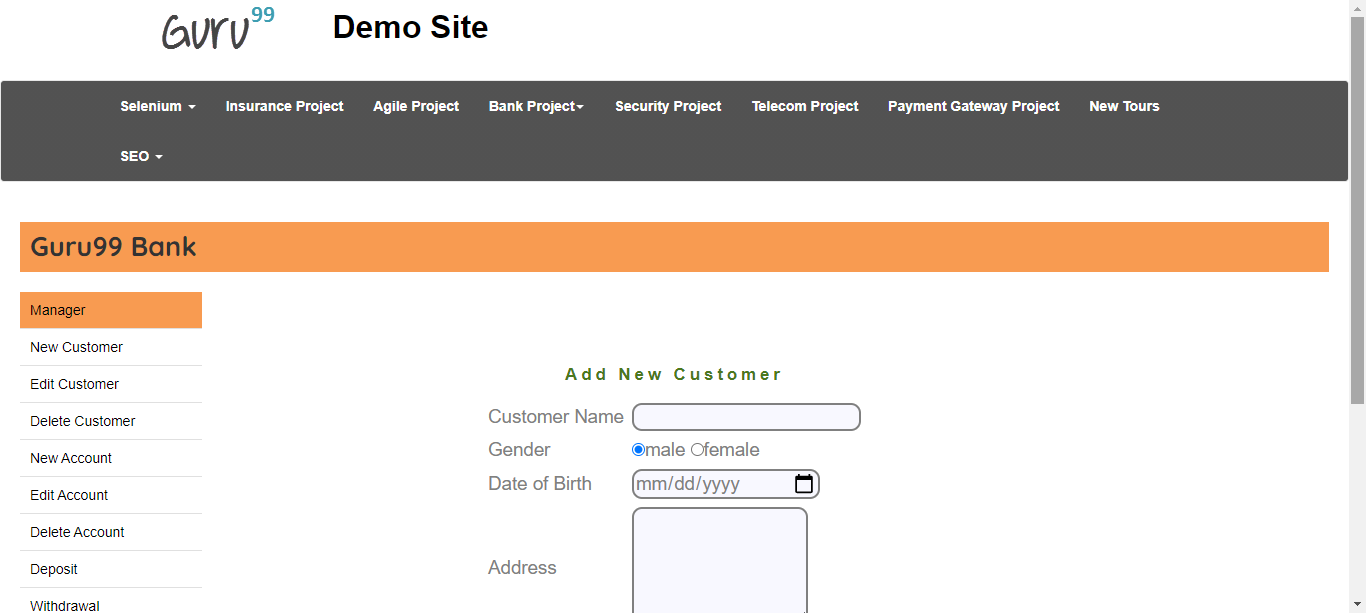 Guru99 Demo Site
Selenium Insurance Project Agile Project Bank Project Security Project Telecom Project Payment Gateway Project New Tours
SEO
Guru99 Bank
Manager
New Customer
Edit Customer
Delete Customer
New Account
Edit Account
Delete Account
Deposit
Withdrawal
Add New Customer
Customer Name
Gender male female
Date of Birth mm/dd/yyyy
Address